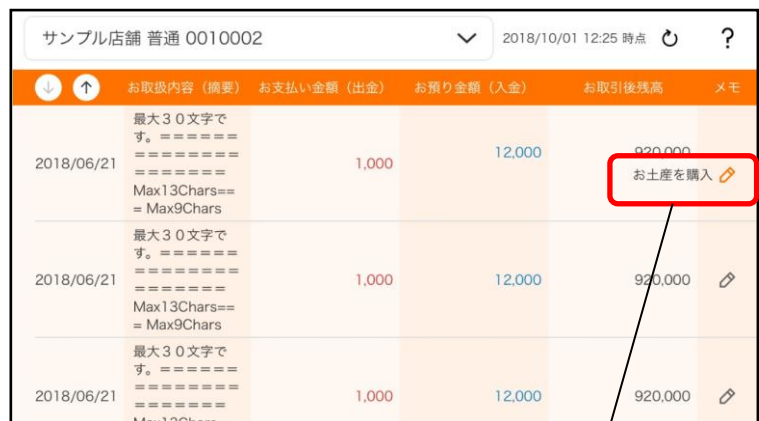 サンプル店舗 普通 0010002
2018/10/01 12:25 時点
?
お取扱内容（摘要） お支払い金額（出金） お預り金額（入金） お取引後残高 メモ
2018/06/21
最大３０文字で
す。＝＝＝＝＝＝
＝＝＝＝＝＝＝＝
＝＝＝＝＝＝＝
Max13Chars==
= Max9Chars
1,000
12,000
920,000
お土産を購入
2018/06/21
最大３０文字で
す。＝＝＝＝＝＝
＝＝＝＝＝＝＝＝
＝＝＝＝＝＝＝
Max13Chars==
= Max9Chars
1,000
12,000
920,000
2018/06/21
最大３０文字で
す。＝＝＝＝＝＝
＝＝＝＝＝＝＝＝
＝＝＝＝＝＝＝
1,000
12,000
920,000